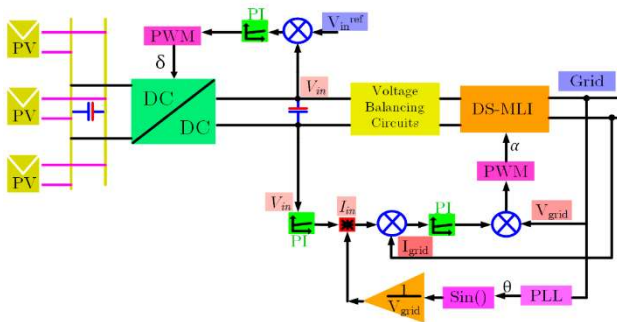 PV
PV
PV
PWM
δ
PI
V_in^ref
DC
DC
V_in
Voltage
Balancing
Circuits
DS-MLI
Grid
α
PWM
V_in
PI
I_in
I_grid
PI
V_grid
1
V_grid
Sin()
θ
PLL